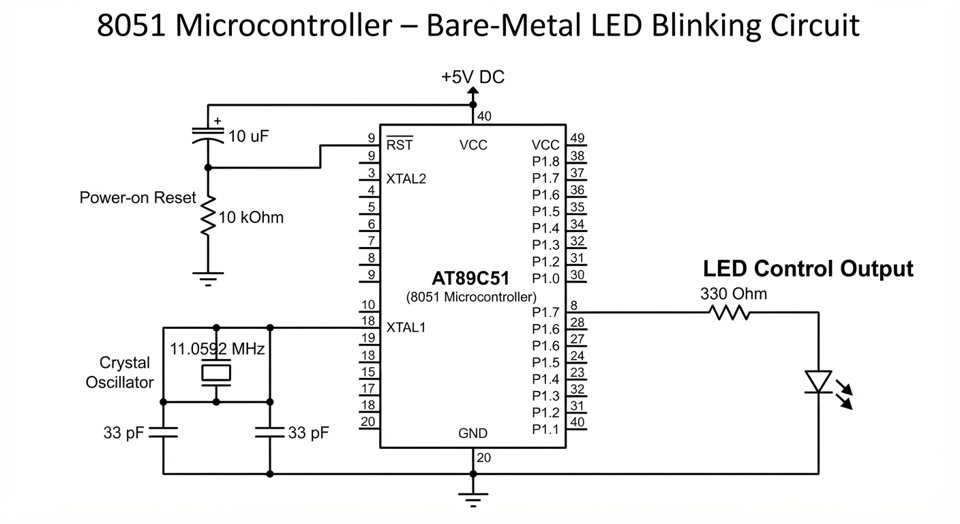 8051 Microcontroller – Bare-Metal LED Blinking Circuit
+5V DC
40
+
10 uF
Power-on Reset
10 kOhm
9
RST
9
3
XTAL2
4
5
6
7
8
9
10
18
XTAL1
19
13
15
17
18
20
VCC
AT89C51
(8051 Microcontroller)
GND
20
VCC
49
P1.8
38
P1.7
37
P1.6
36
P1.5
35
P1.4
34
P1.3
32
P1.2
31
P1.0
30
P1.7
8
P1.6
28
P1.6
27
P1.5
24
P1.4
23
P1.3
32
P1.2
31
P1.1
40
LED Control Output
330 Ohm
11.0592 MHz
Crystal
Oscillator
33 pF
33 pF